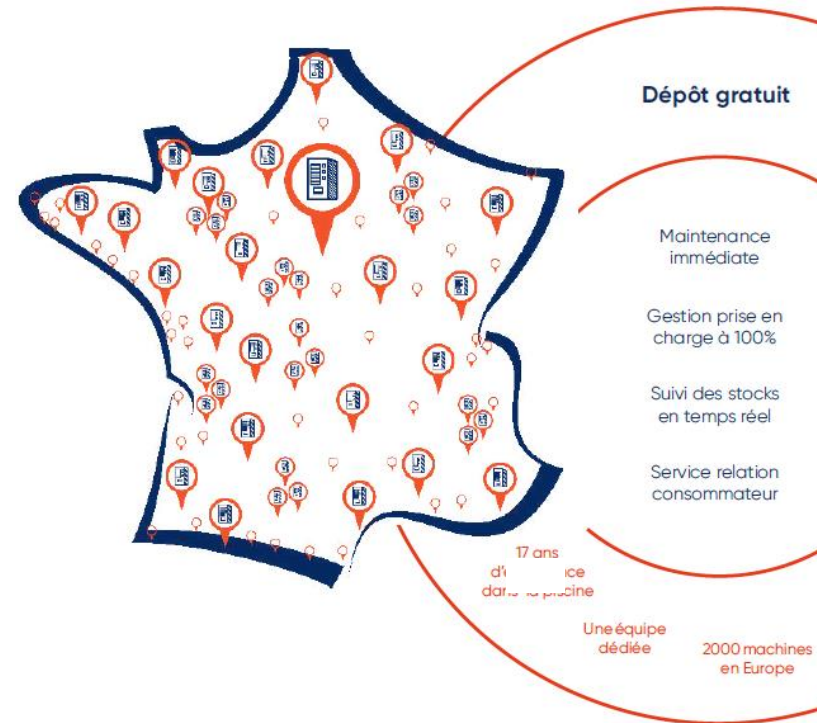 Dépôt gratuit
Maintenance
immédiate
Gestion prise en
charge à 100%
Suivi des stocks
en temps réel
Service relation
consommateur
17 ans
piscine
Une équipe
dédiée
2000 machines
en Europe